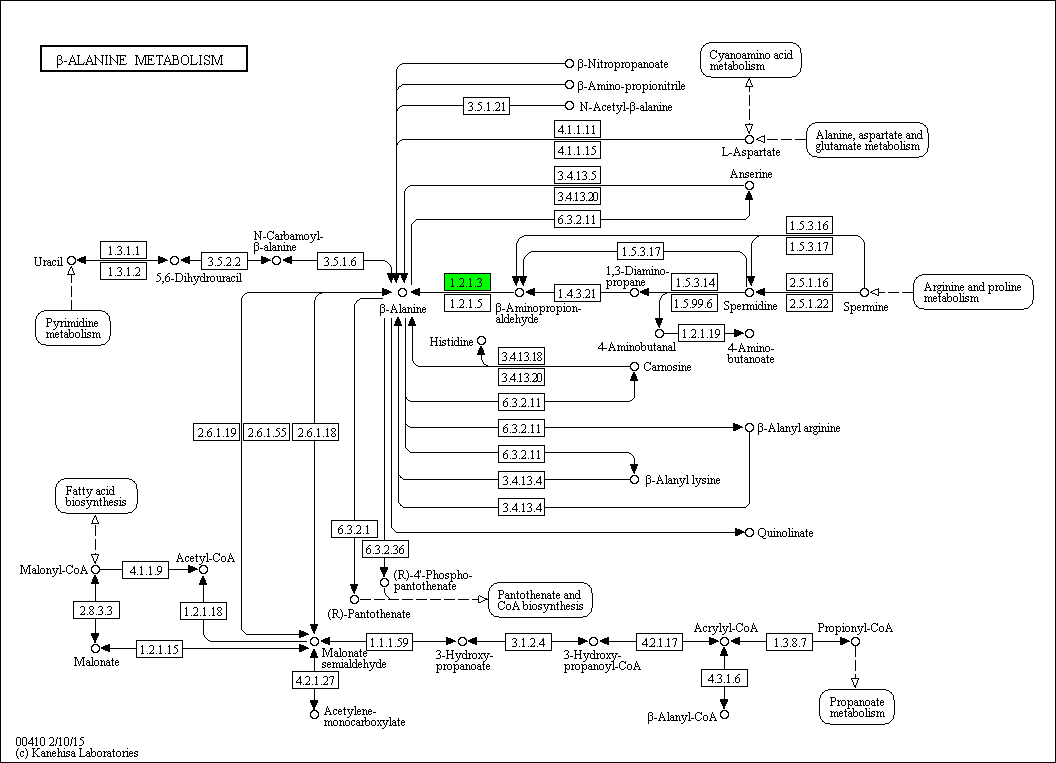 β-ALANINE METABOLISM
β-Nitropropanoate
Cyanoamino acid
metabolism
β-Amino-propionitrile
3.5.1.21
N-Acetyl-β-alanine
4.1.1.11
4.1.1.15
L-Aspartate
Alanine, aspartate and
glutamate metabolism
3.4.13.5
Anserine
3.4.13.20
6.3.2.11
1.5.3.16
1.5.3.17
1.5.3.17
N-Carbamoyl-
β-alanine
1.3.1.1
Uracil
1.3.1.2
5,6-Dihydrouracil
3.5.2.2
3.5.1.6
1.2.1.3
1.2.1.5
β-Alanine
β-Aminopropion-
aldehyde
1.4.3.21
1,3-Diamino-
propane
1.5.3.14
1.5.99.6
Spermidine
2.5.1.16
2.5.1.22
Spermine
Arginine and proline
metabolism
Pyrimidine
metabolism
Histidine
3.4.13.18
3.4.13.20
Carnosine
4-Aminobutanal
1.2.1.19
4-Amino-
butanoate
6.3.2.11
2.6.1.19
2.6.1.55
2.6.1.18
6.3.2.11
β-Alanyl arginine
6.3.2.11
3.4.13.4
β-Alanyl lysine
3.4.13.4
Fatty acid
biosynthesis
6.3.2.1
Quinolinate
6.3.2.36
Malonyl-CoA
4.1.1.9
Acetyl-CoA
(R)-4'-Phospho-
pantothenate
2.8.3.3
1.2.1.18
(R)-Pantothenate
Pantothenate and
CoA biosynthesis
Malonate
1.2.1.15
Malonate
semialdehyde
1.1.1.59
3-Hydroxy-
propanoate
3.1.2.4
3-Hydroxy-
propanoyl-CoA
4.2.1.17
Acrylyl-CoA
1.3.8.7
Propionyl-CoA
4.2.1.27
4.3.1.6
Acetylene-
monocarboxylate
β-Alanyl-CoA
Propanoate
metabolism
00410 2/10/15
(c) Kanehisa Laboratories